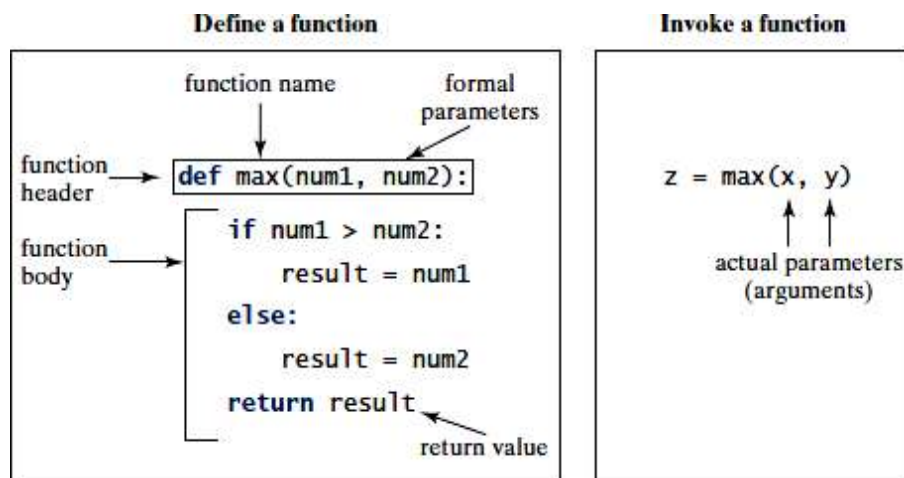 Define a function
function name
formal
parameters
function
header
def max(num1, num2):
function
body
if num1 > num2:
result = num1
else:
result = num2
return result
return value
Invoke a function
z = max(x, y)
actual parameters
(arguments)